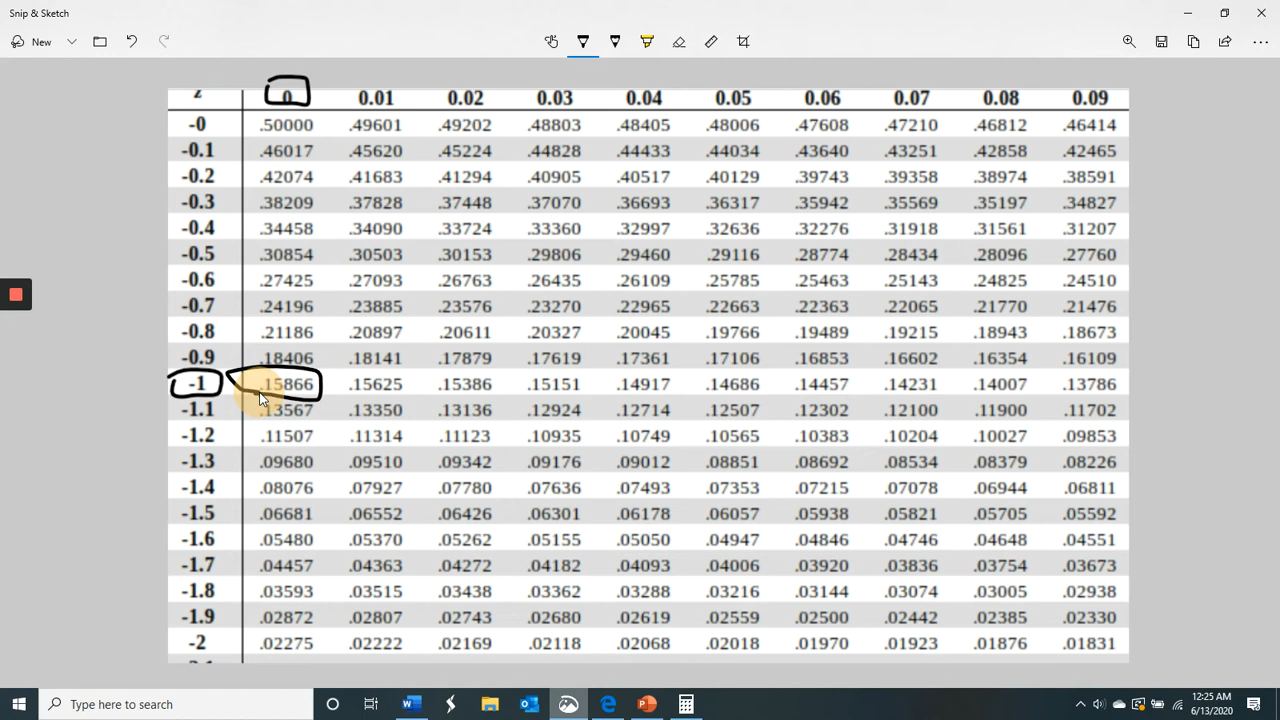 Snip & Sketch
New
z 0 0.01 0.02 0.03 0.04 0.05 0.06 0.07 0.08 0.09
-0 .50000 .49601 .49202 .48803 .48405 .48006 .47608 .47210 .46812 .46414
-0.1 .46017 .45620 .45224 .44828 .44433 .44034 .43640 .43251 .42858 .42465
-0.2 .42074 .41683 .41294 .40905 .40517 .40129 .39743 .39358 .38974 .38591
-0.3 .38209 .37828 .37448 .37070 .36693 .36317 .35942 .35569 .35197 .34827
-0.4 .34458 .34090 .33724 .33360 .32997 .32636 .32276 .31918 .31561 .31207
-0.5 .30854 .30503 .30153 .29806 .29460 .29116 .28774 .28434 .28096 .27760
-0.6 .27425 .27093 .26763 .26435 .26109 .25785 .25463 .25143 .24825 .24510
-0.7 .24196 .23885 .23576 .23270 .22965 .22663 .22363 .22065 .21770 .21476
-0.8 .21186 .20897 .20611 .20327 .20045 .19766 .19489 .19215 .18943 .18673
-0.9 .18406 .18141 .17879 .17619 .17361 .17106 .16853 .16602 .16354 .16109
-1 .15866 .15625 .15386 .15151 .14917 .14686 .14457 .14231 .14007 .13786
-1.1 .13567 .13350 .13136 .12924 .12714 .12507 .12302 .12100 .11900 .11702
-1.2 .11507 .11314 .11123 .10935 .10749 .10565 .10383 .10204 .10027 .09853
-1.3 .09680 .09510 .09342 .09176 .09012 .08851 .08692 .08534 .08379 .08226
-1.4 .08076 .07927 .07780 .07636 .07493 .07353 .07215 .07078 .06944 .06811
-1.5 .06681 .06552 .06426 .06301 .06178 .06057 .05938 .05821 .05705 .05592
-1.6 .05480 .05370 .05262 .05155 .05050 .04947 .04846 .04746 .04648 .04551
-1.7 .04457 .04363 .04272 .04182 .04093 .04006 .03920 .03836 .03754 .03673
-1.8 .03593 .03515 .03438 .03362 .03288 .03216 .03144 .03074 .03005 .02938
-1.9 .02872 .02807 .02743 .02680 .02619 .02559 .02500 .02442 .02385 .02330
-2 .02275 .02222 .02169 .02118 .02068 .02018 .01970 .01923 .01876 .01831
Type here to search
12:25 AM
6/13/2020